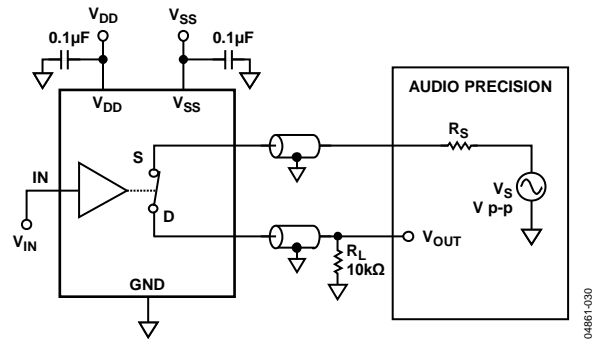 VDD
VSS
0.1µF
0.1µF
VDD
VSS
AUDIO PRECISION
S
RS
IN
VS
V p-p
D
VIN
VOUT
RL
10kΩ
GND
04861-030